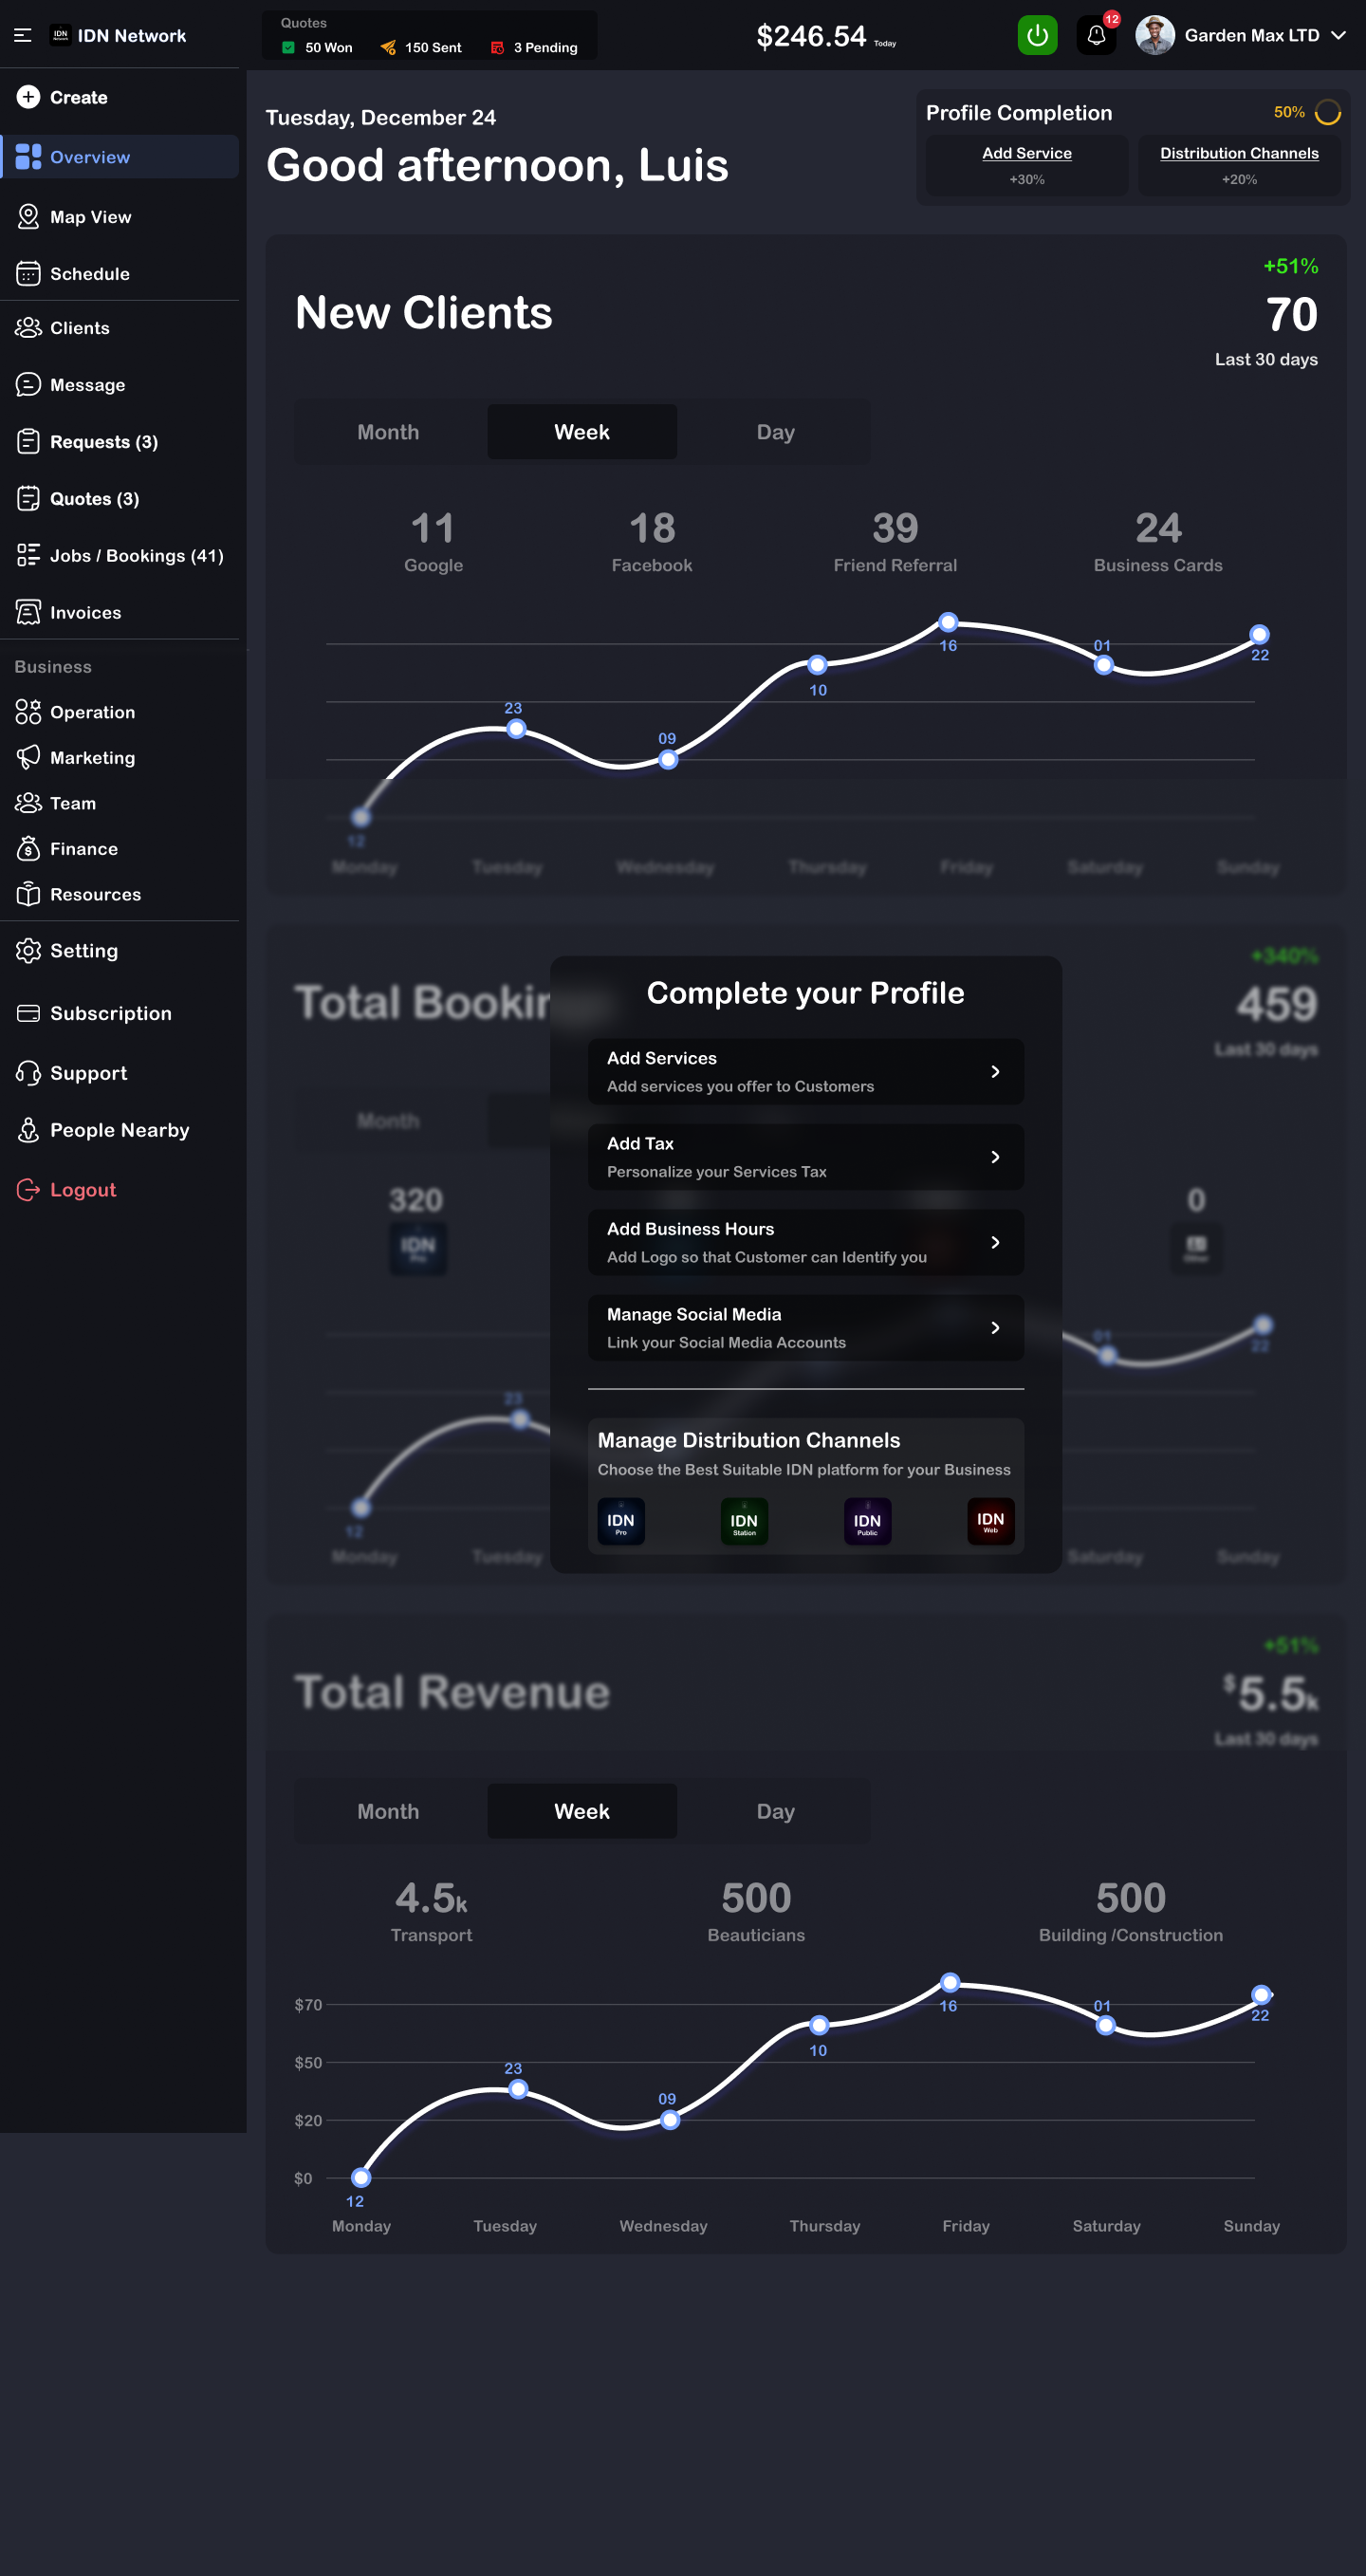 IDN Network
Quotes
50 Won
150 Sent
3 Pending
$246.54 Today
12
Garden Max LTD
Create
Overview
Map View
Schedule
Clients
Message
Requests (3)
Quotes (3)
Jobs / Bookings (41)
Invoices
Business
Operation
Marketing
Team
Finance
Resources
Setting
Subscription
Support
People Nearby
Logout
Tuesday, December 24
Good afternoon, Luis
Profile Completion
50%
Add Service
+30%
Distribution Channels
+20%
New Clients
+51%
70
Last 30 days
Month Week Day
11 18 39 24
Google Facebook Friend Referral Business Cards
12 23 09 10 16 01 22
Monday Tuesday Wednesday Thursday Friday Saturday Sunday
Total Bookin
+340%
459
Last 30 days
Month
320
IDN
Pro
0
Other
12 23 01 22
Monday Tuesday Saturday Sunday
Complete your Profile
Add Services
Add services you offer to Customers
Add Tax
Personalize your Services Tax
Add Business Hours
Add Logo so that Customer can Identify you
Manage Social Media
Link your Social Media Accounts
Manage Distribution Channels
Choose the Best Suitable IDN platform for your Business
IDN Pro
IDN Station
IDN Public
IDN Web
Total Revenue
+51%
$5.5k
Last 30 days
Month Week Day
4.5k 500 500
Transport Beauticians Building /Construction
$70
$50
$20
$0
12 23 09 10 16 01 22
Monday Tuesday Wednesday Thursday Friday Saturday Sunday